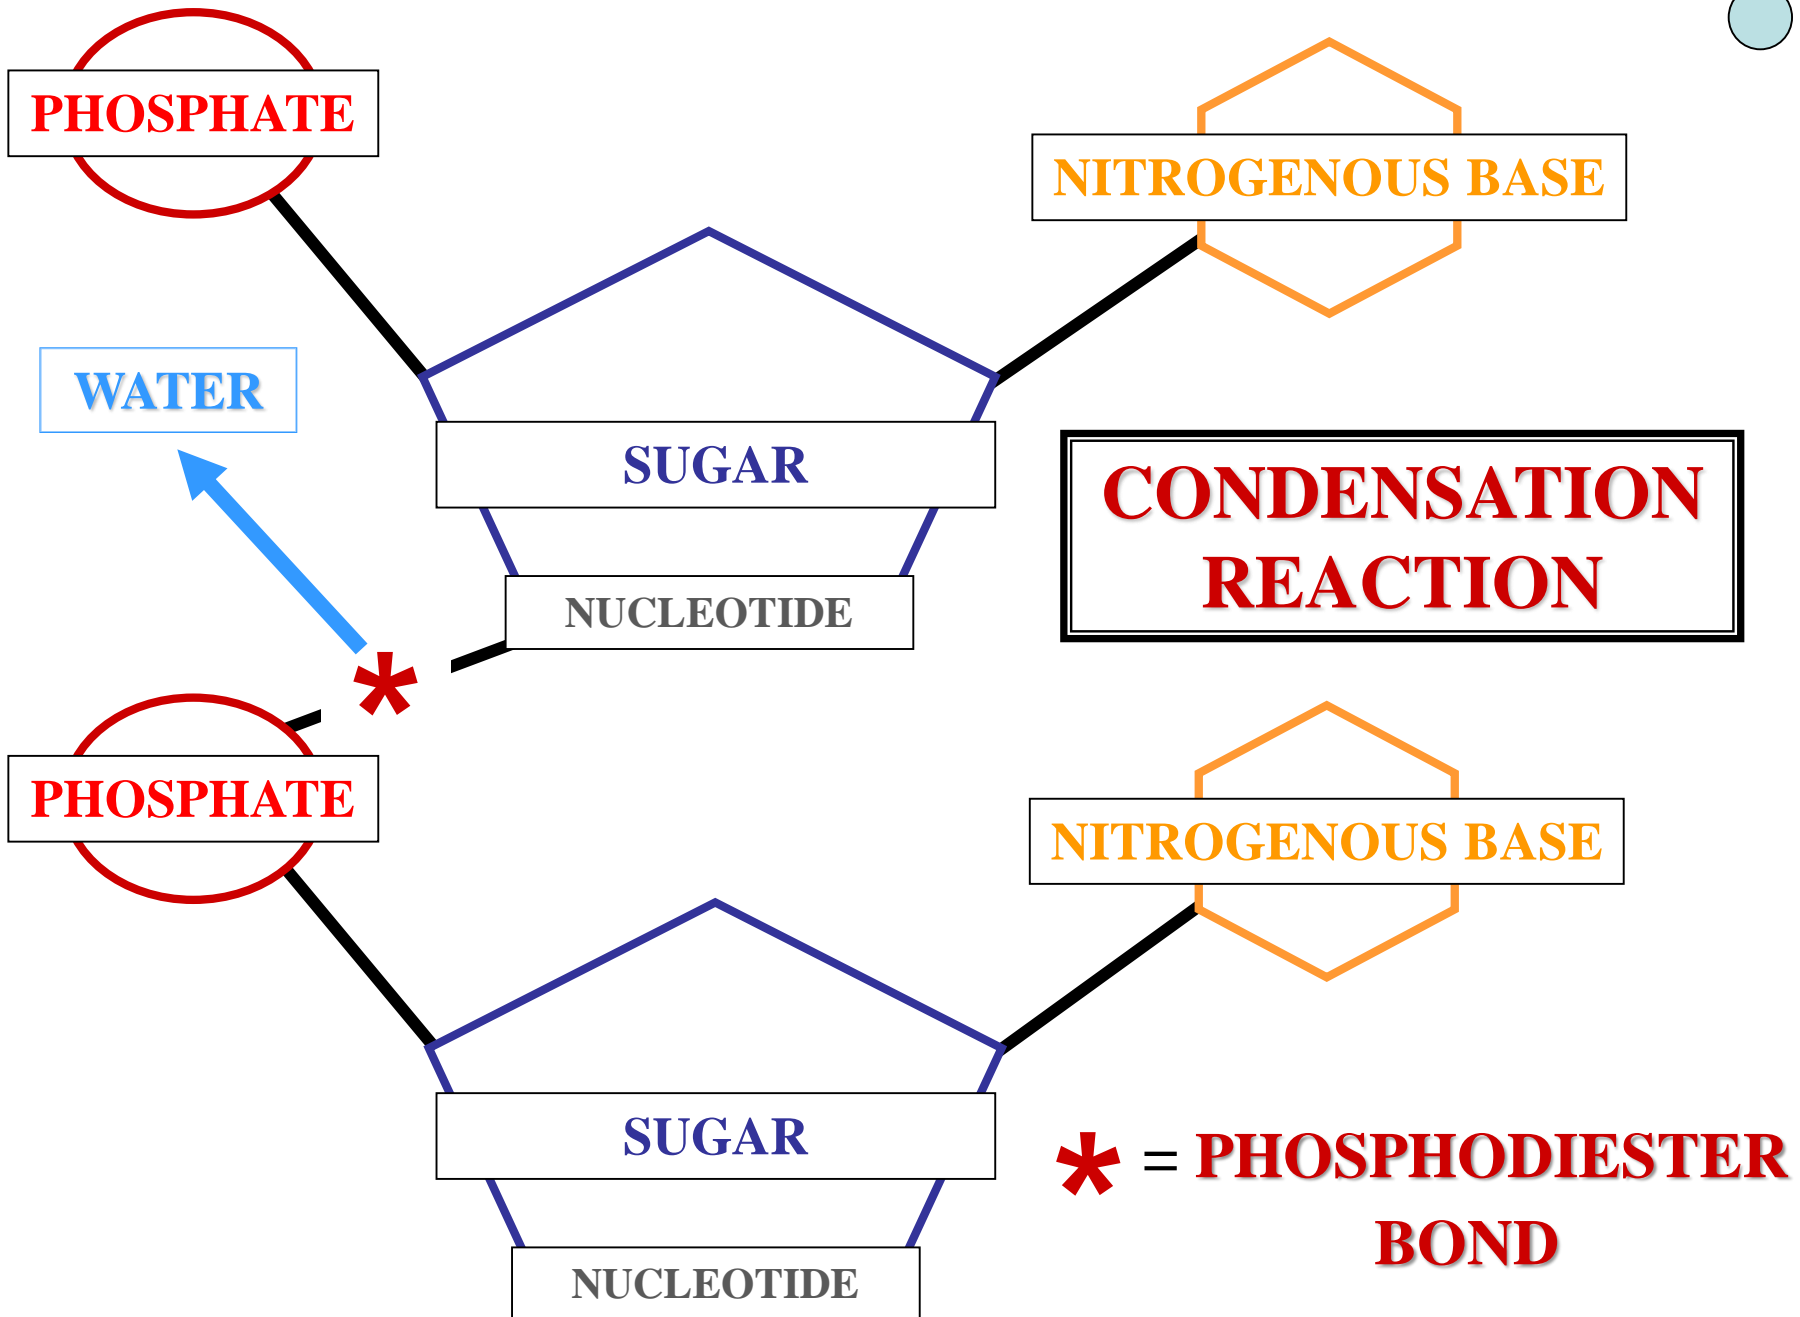 PHOSPHATE
NITROGENOUS BASE
WATER
SUGAR
CONDENSATION
REACTION
NUCLEOTIDE
*
PHOSPHATE
NITROGENOUS BASE
SUGAR
* = PHOSPHODIESTER
BOND
NUCLEOTIDE